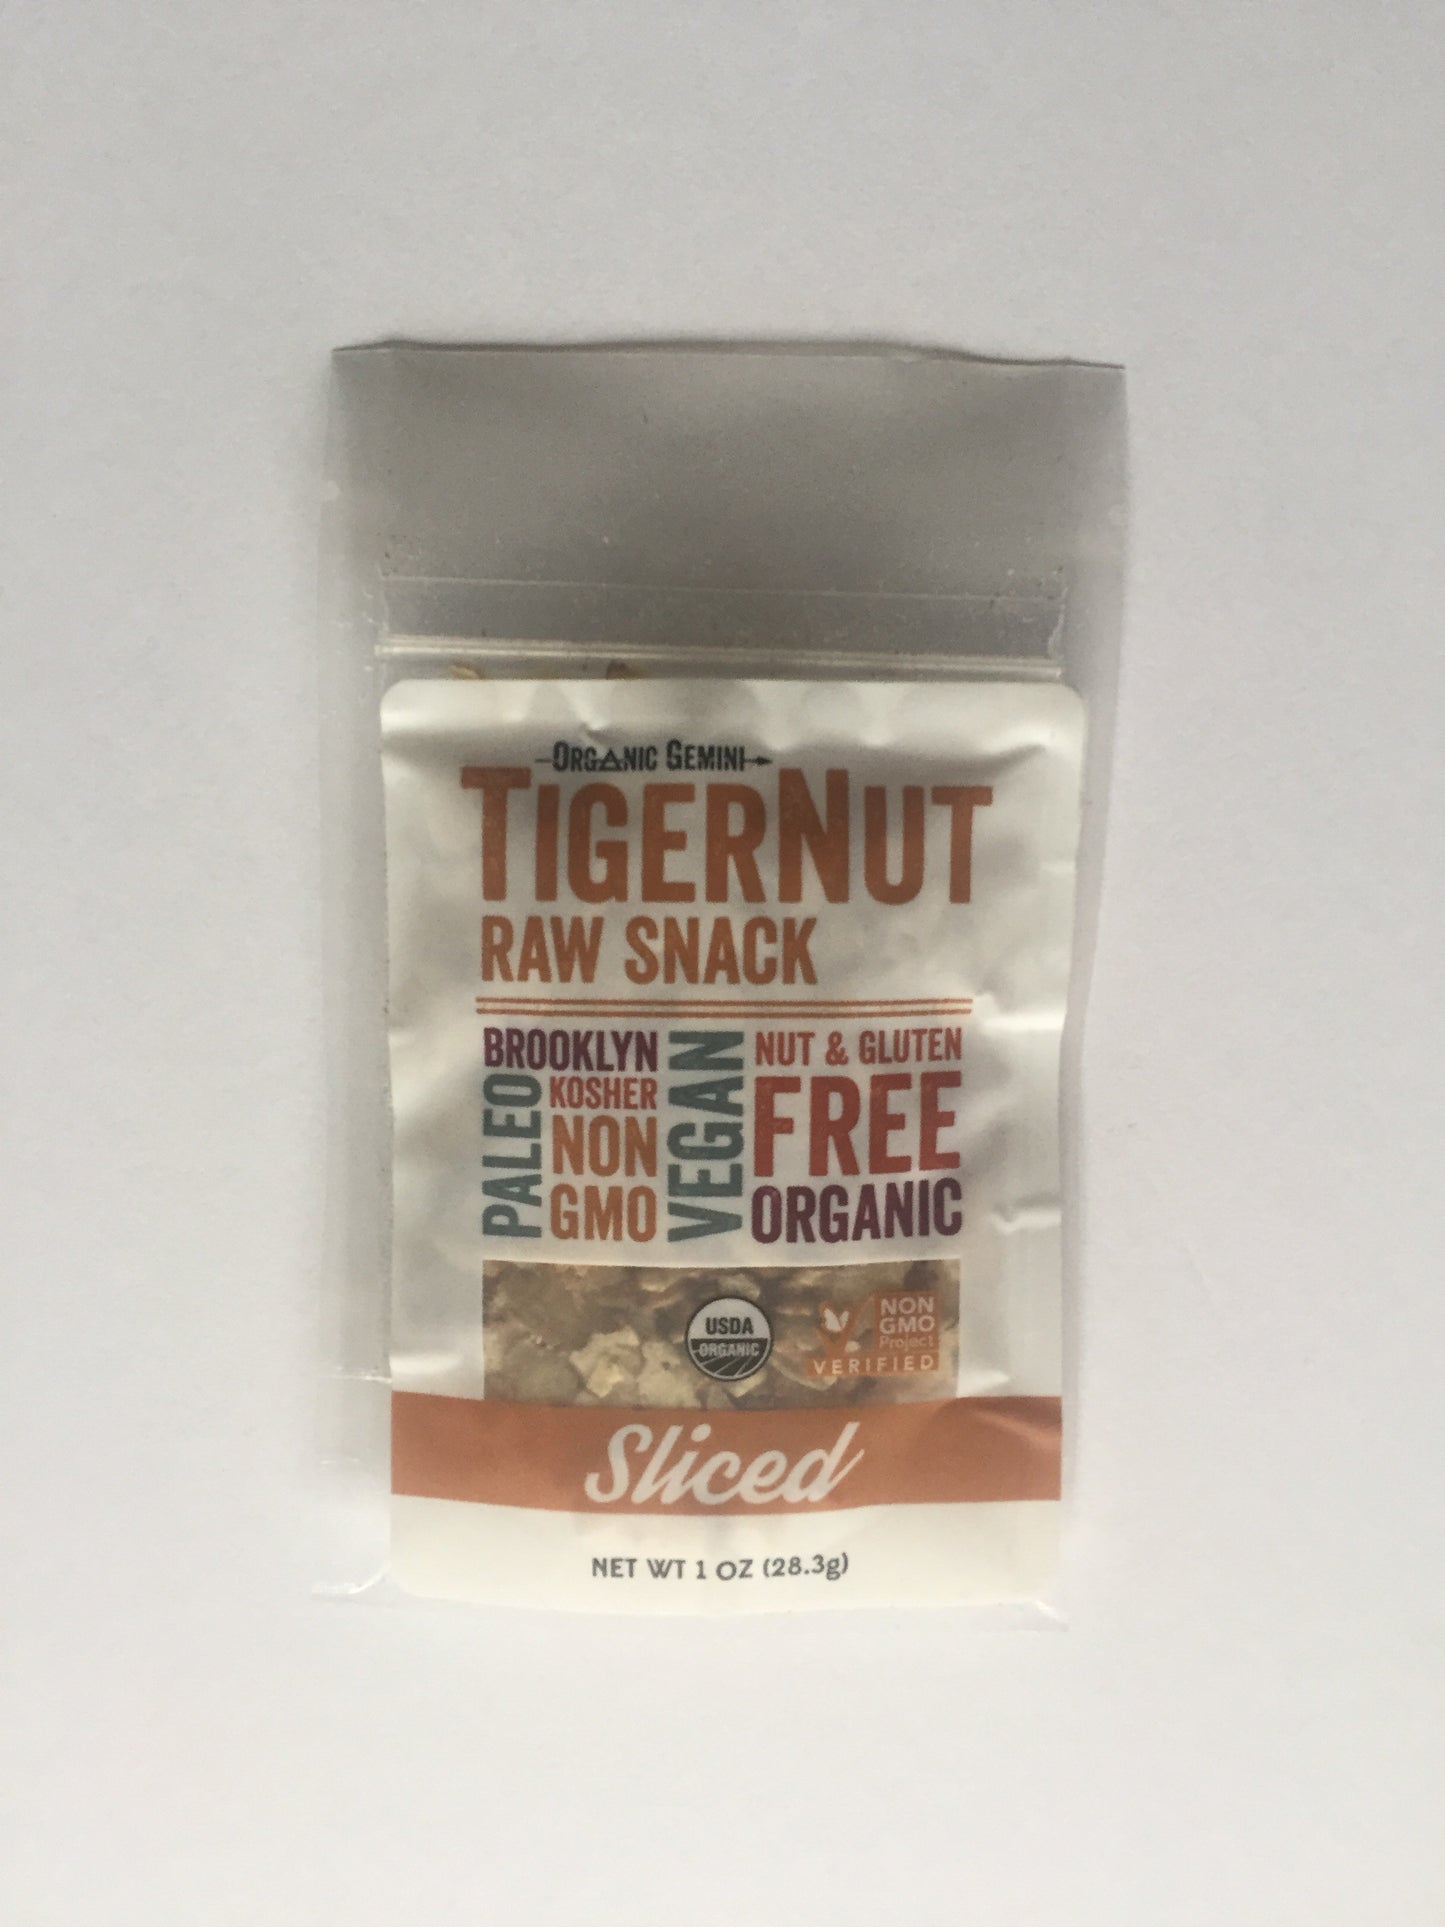 ORGANIC GEMINI
TIGERNUT
RAW SNACK
BROOKLYN
PALEO
KOSHER
NON
GMO
VEGAN
NUT & GLUTEN
FREE
ORGANIC
USDA
ORGANIC
NON
GMO
Project
VERIFIED
Sliced
NET WT 1 OZ (28.3g)